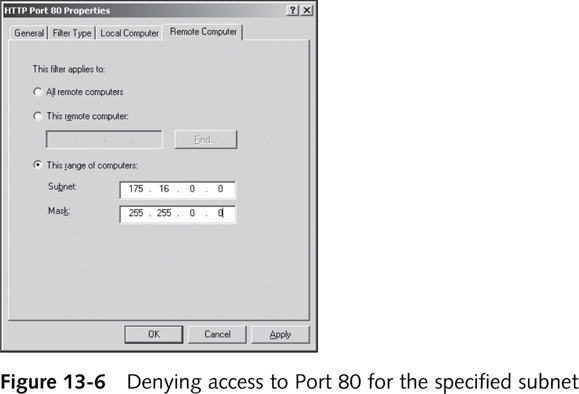 HTTP Port 80 Properties
General Filter Type Local Computer Remote Computer
This filter applies to:
All remote computers
This remote computer:
. . . Find...
This range of computers:
Subnet: 175 . 16 . 0 . 0
Mask: 255 . 255 . 0 . 0
OK Cancel Apply
Figure 13-6 Denying access to Port 80 for the specified subnet